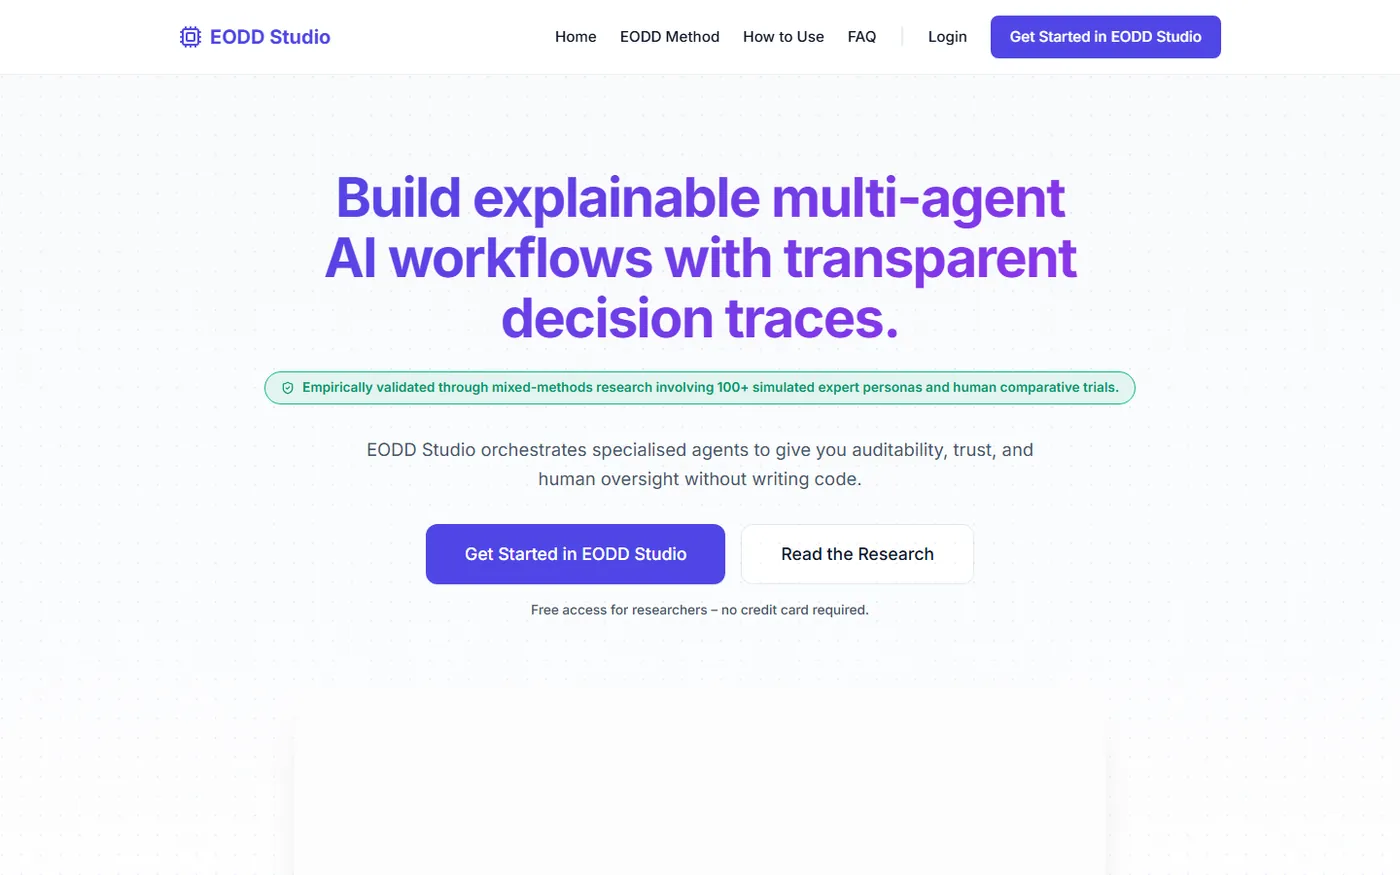 EODD Studio
Home
EODD Method
How to Use
FAQ
Login
Get Started in EODD Studio
Build explainable multi-agent
AI workflows with transparent
decision traces.
Empirically validated through mixed-methods research involving 100+ simulated expert personas and human comparative trials.
EODD Studio orchestrates specialised agents to give you auditability, trust, and
human oversight without writing code.
Get Started in EODD Studio
Read the Research
Free access for researchers – no credit card required.